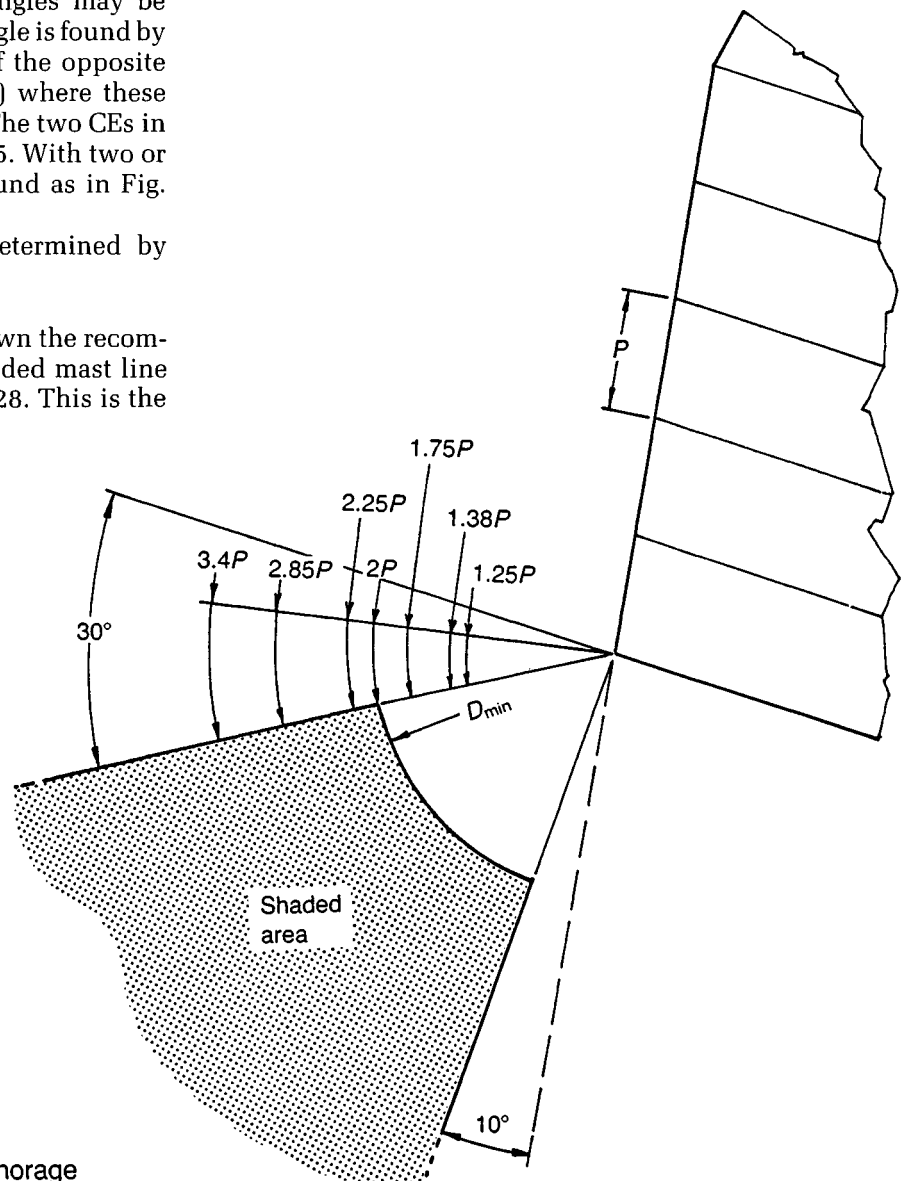 ngles may be
gle is found by
f the opposite
) where these
The two CEs in
5. With two or
und as in Fig.
etermined by
wn the recom-
ded mast line
28. This is the
P
1.75P
2.25P
1.38P
3.4P
2.85P
2P
1.25P
30°
Dmin
Shaded
area
10°
horage